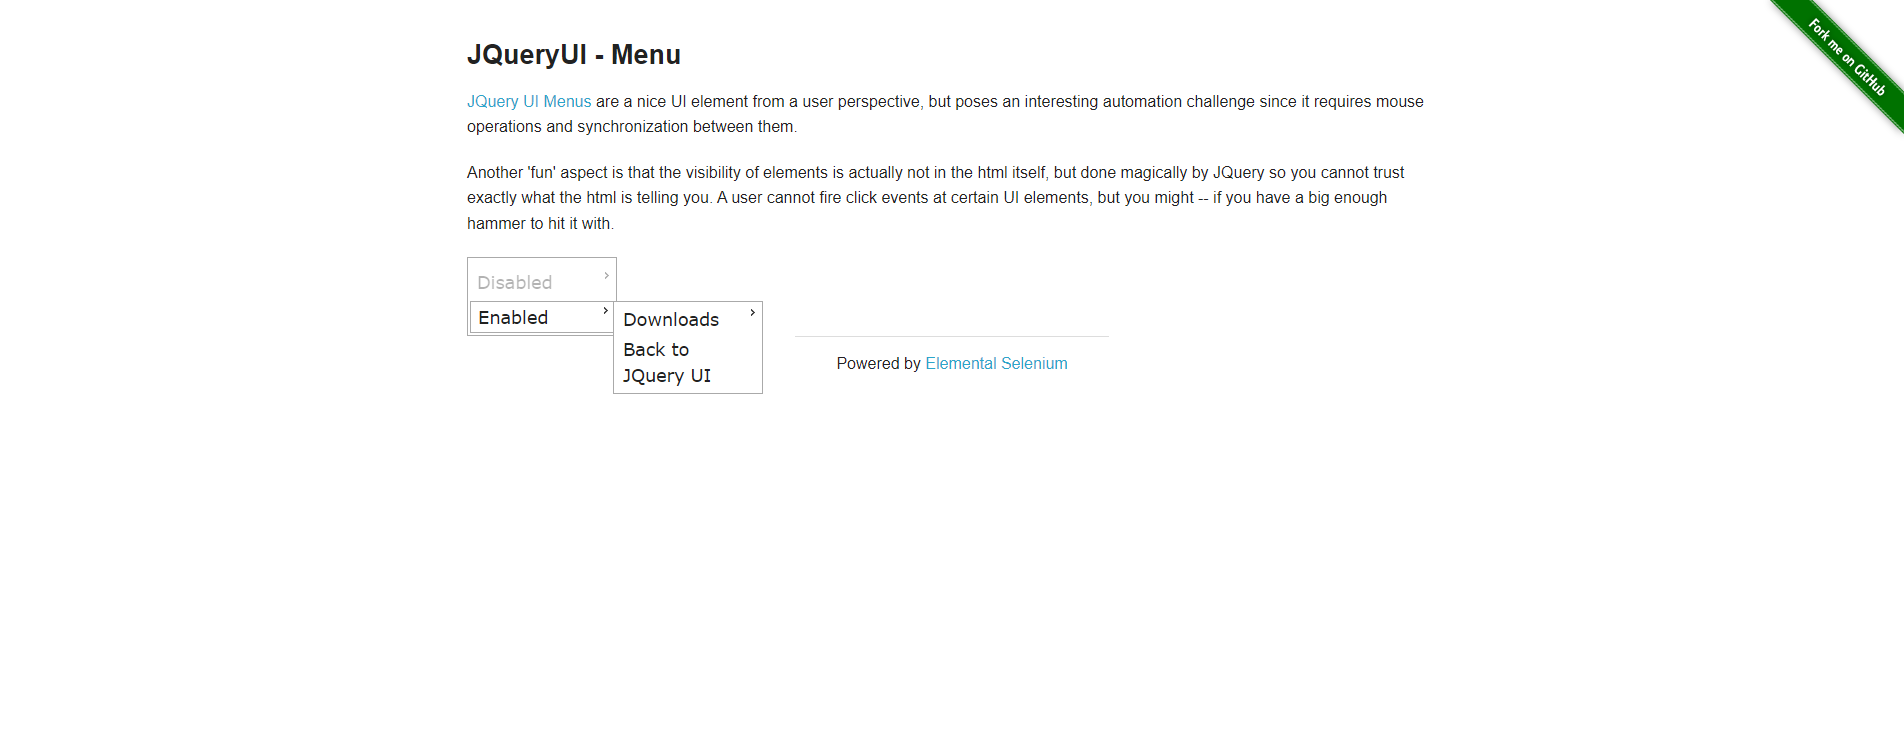 Fork me on GitHub
JQueryUI - Menu
JQuery UI Menus are a nice UI element from a user perspective, but poses an interesting automation challenge since it requires mouse
operations and synchronization between them.
Another 'fun' aspect is that the visibility of elements is actually not in the html itself, but done magically by JQuery so you cannot trust
exactly what the html is telling you. A user cannot fire click events at certain UI elements, but you might -- if you have a big enough
hammer to hit it with.
Disabled
Enabled
Downloads
Back to
JQuery UI
Powered by Elemental Selenium